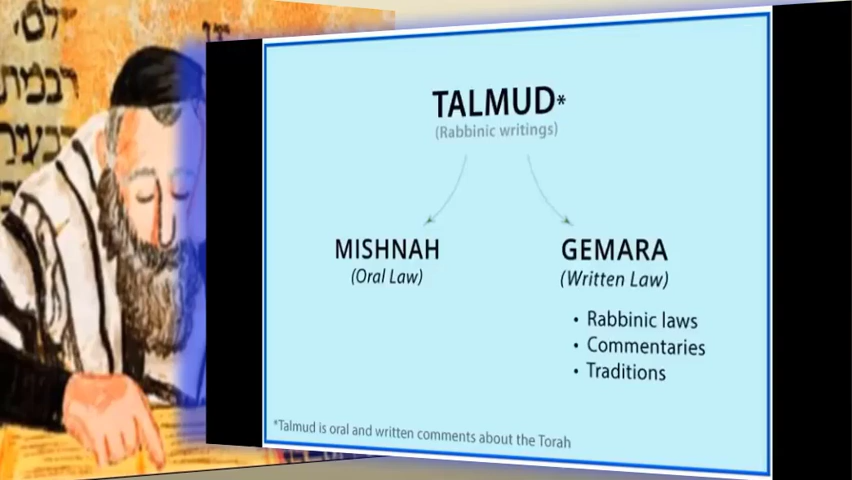 TALMUD*
(Rabbinic writings)
MISHNAH
(Oral Law)
GEMARA
(Written Law)
• Rabbinic laws
• Commentaries
• Traditions
*Talmud is oral and written comments about the Torah